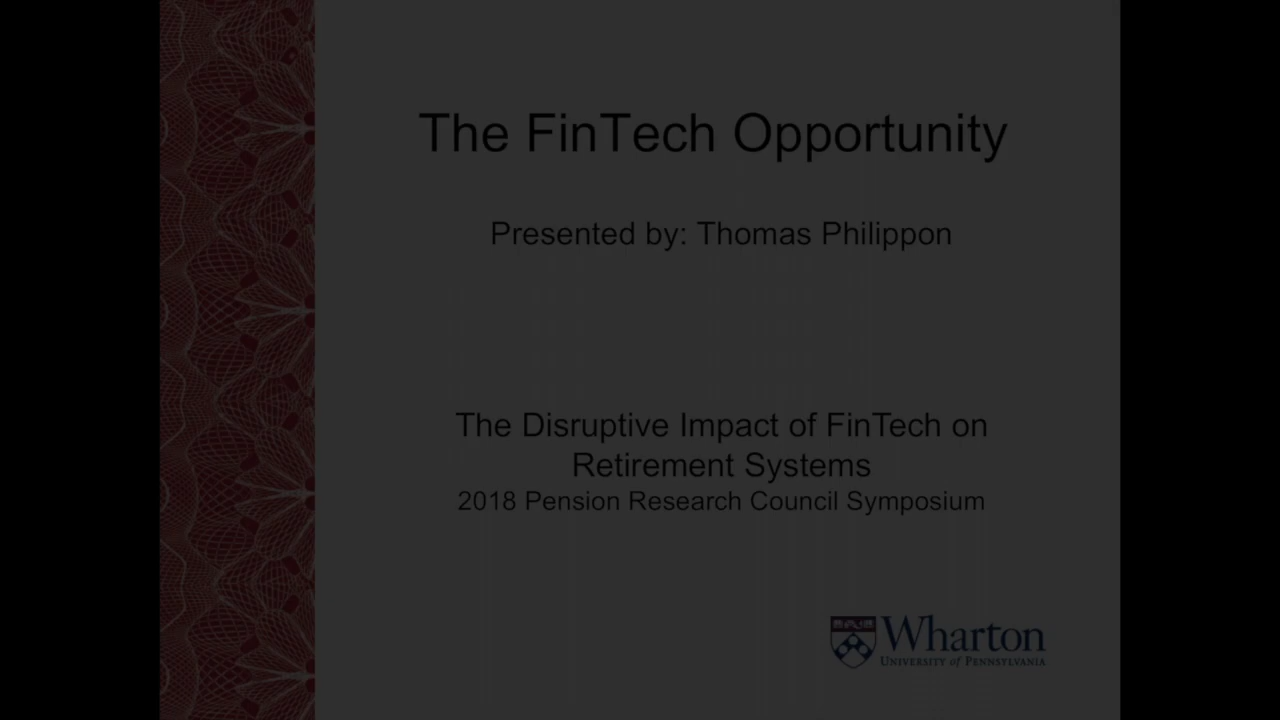 The FinTech Opportunity
Presented by: Thomas Philippon
The Disruptive Impact of FinTech on
Retirement Systems
2018 Pension Research Council Symposium
Wharton
UNIVERSITY of PENNSYLVANIA